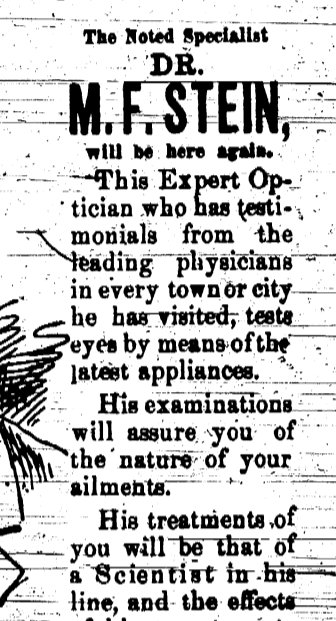 The Noted Specialist
DR.
M. F. STEIN,
will be here again.
This Expert Op-
tician who has testi-
monials from the
leading physicians
in every town or city
he has visited, tests
eyes by means of the
latest appliances.
His examinations
will assure you of
the nature of your
ailments.
His treatments of
you will be that of
a Scientist in his
line, and the effects